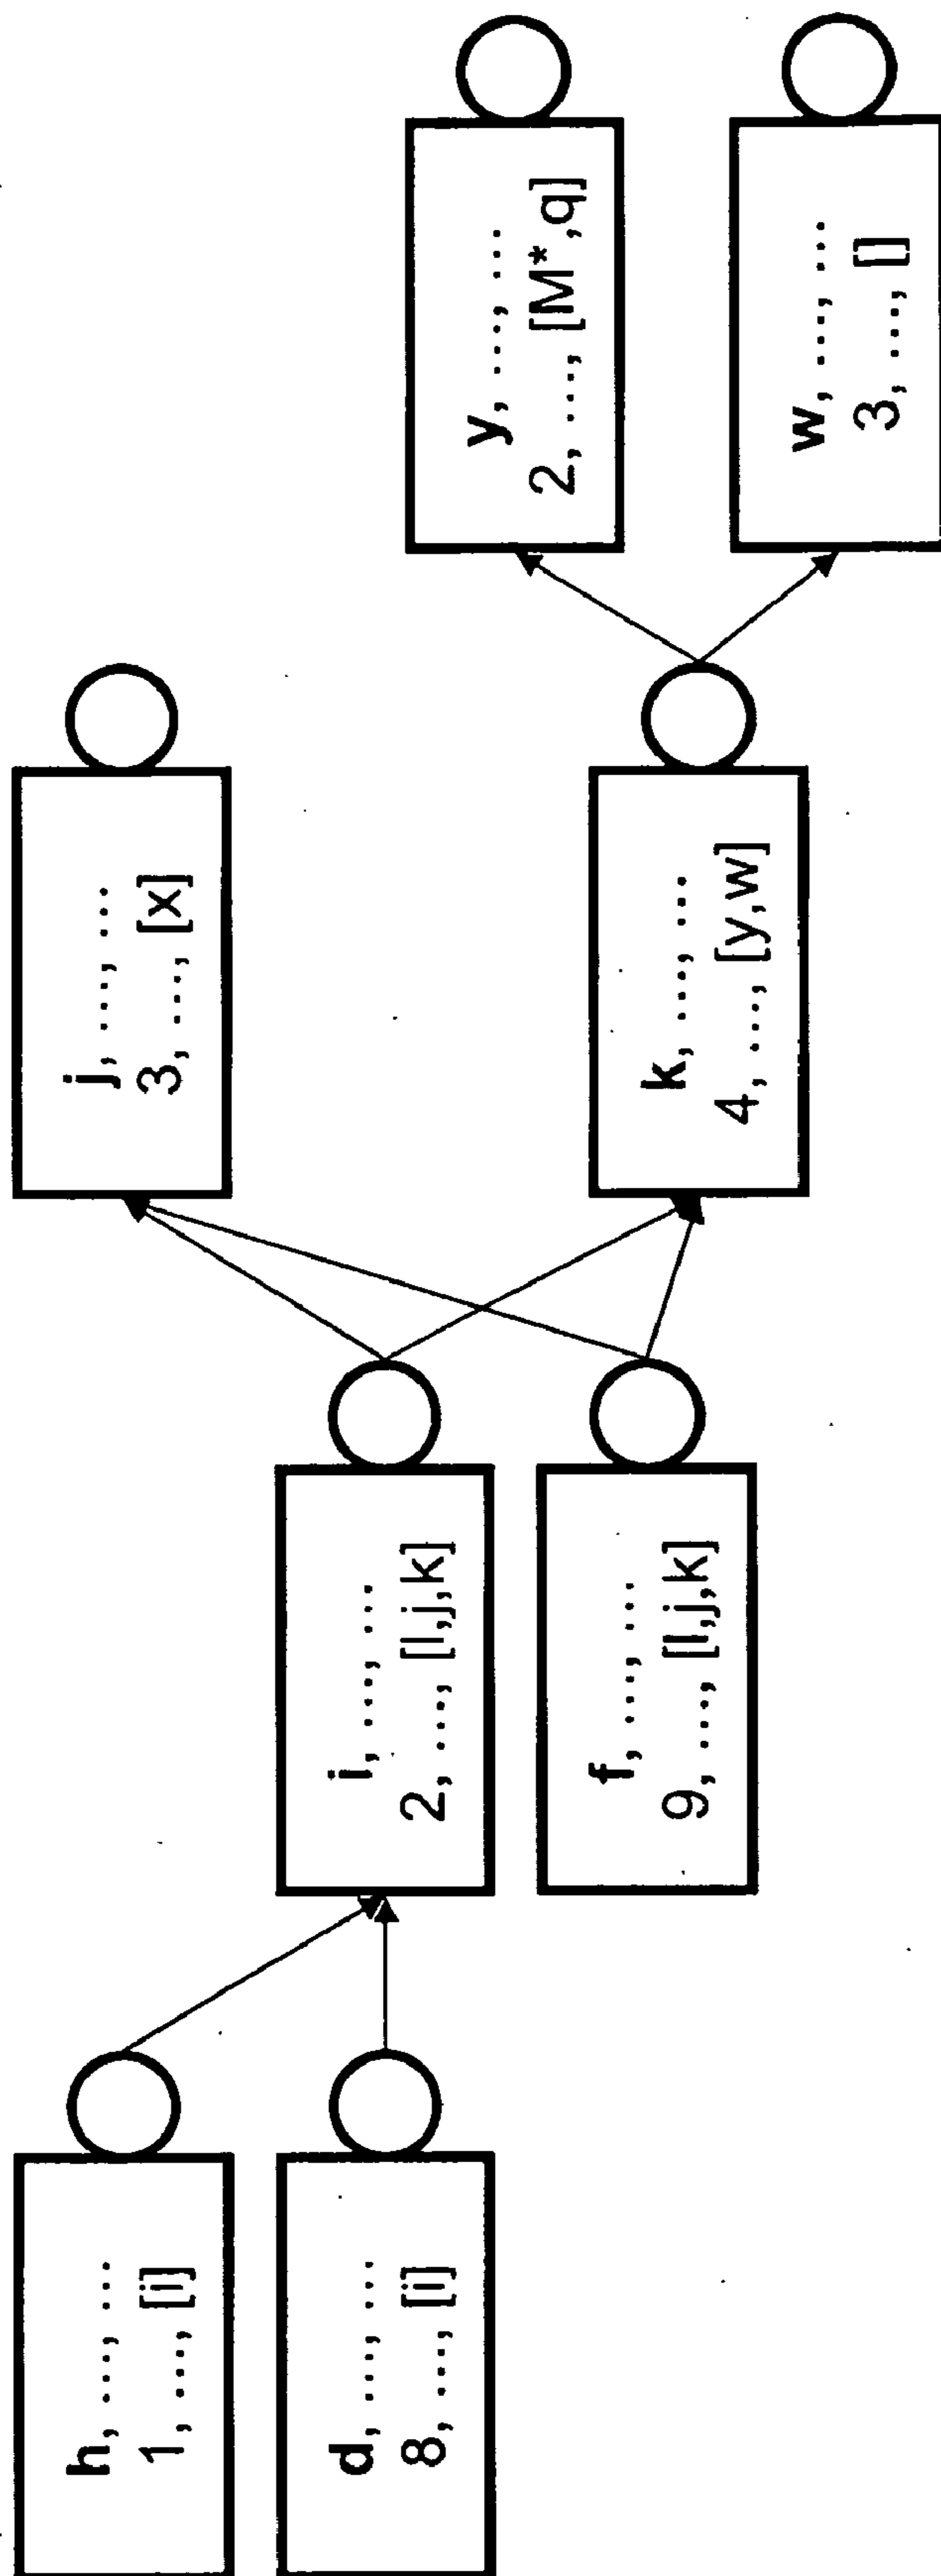 h, ..., ...
1, ..., [i]
d, ..., ...
8, ..., [i]
i, ..., ...
2, ..., [l,j,k]
f, ..., ...
9, ..., [l,j,k]
j, ..., ...
3, ..., [x]
k, ..., ...
4, ..., [y,w]
y, ..., ...
2, ..., [M*,q]
w, ..., ...
3, ..., []